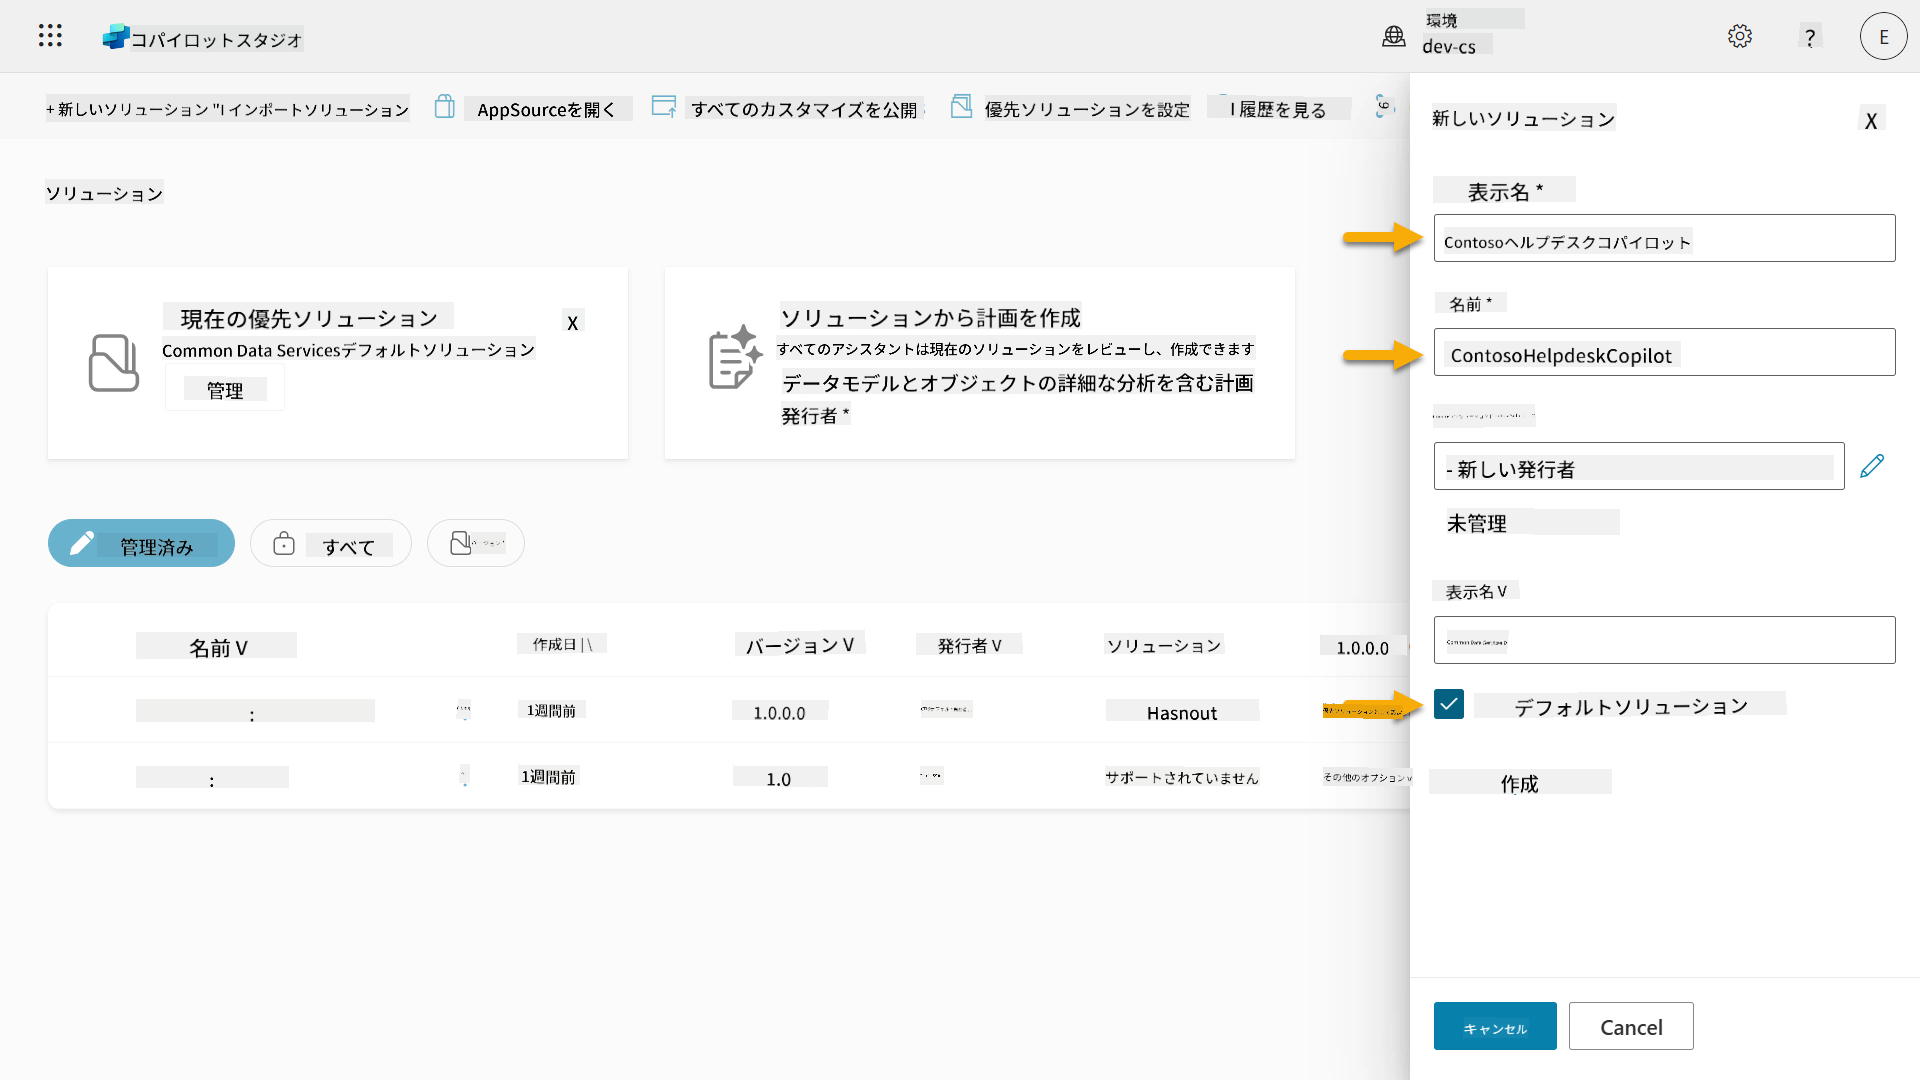 コパイロットスタジオ
環境
dev-cs
?
E
+ 新しいソリューション "I インポートソリューション
AppSourceを開く
すべてのカスタマイズを公開
優先ソリューションを設定
I 履歴を見る
新しいソリューション
X
ソリューション
表示名 *
Contosoヘルプデスクコパイロット
現在の優先ソリューション
X
Common Data Servicesデフォルトソリューション
管理
ソリューションから計画を作成
すべてのアシスタントは現在のソリューションをレビューし、作成できます
データモデルとオブジェクトの詳細な分析を含む計画
発行者 *
名前 *
ContosoHelpdeskCopilot
- 新しい発行者
未管理
管理済み
すべて
表示名 V
名前 V
作成日 | \
バージョン V
発行者 V
ソリューション
1.0.0.0
:
1週間前
1.0.0.0
Hasnout
デフォルトソリューション
:
1週間前
1.0
サポートされていません
その他のオプション V
作成
キャンセル
Cancel